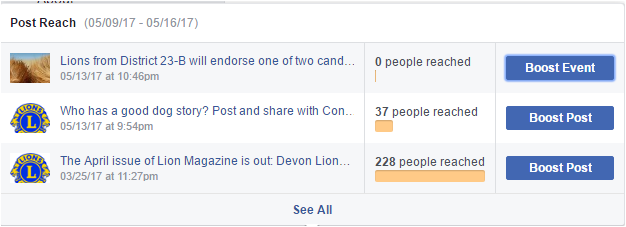 Post Reach (05/09/17 - 05/16/17)
Lions from District 23-B will endorse one of two cand…
05/13/17 at 10:46pm
0 people reached
Boost Event
Who has a good dog story? Post and share with Con…
05/13/17 at 9:54pm
37 people reached
Boost Post
The April issue of Lion Magazine is out: Devon Lion…
03/25/17 at 11:27pm
228 people reached
Boost Post
See All